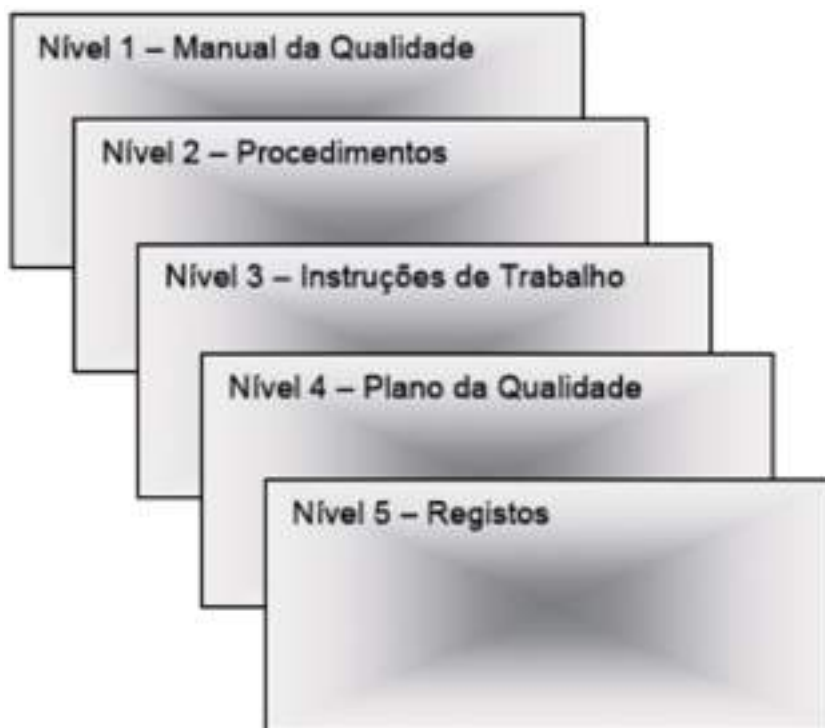 Nível 1 – Manual da Qualidade
Nível 2 – Procedimentos
Nível 3 – Instruções de Trabalho
Nível 4 – Plano da Qualidade
Nível 5 – Registos